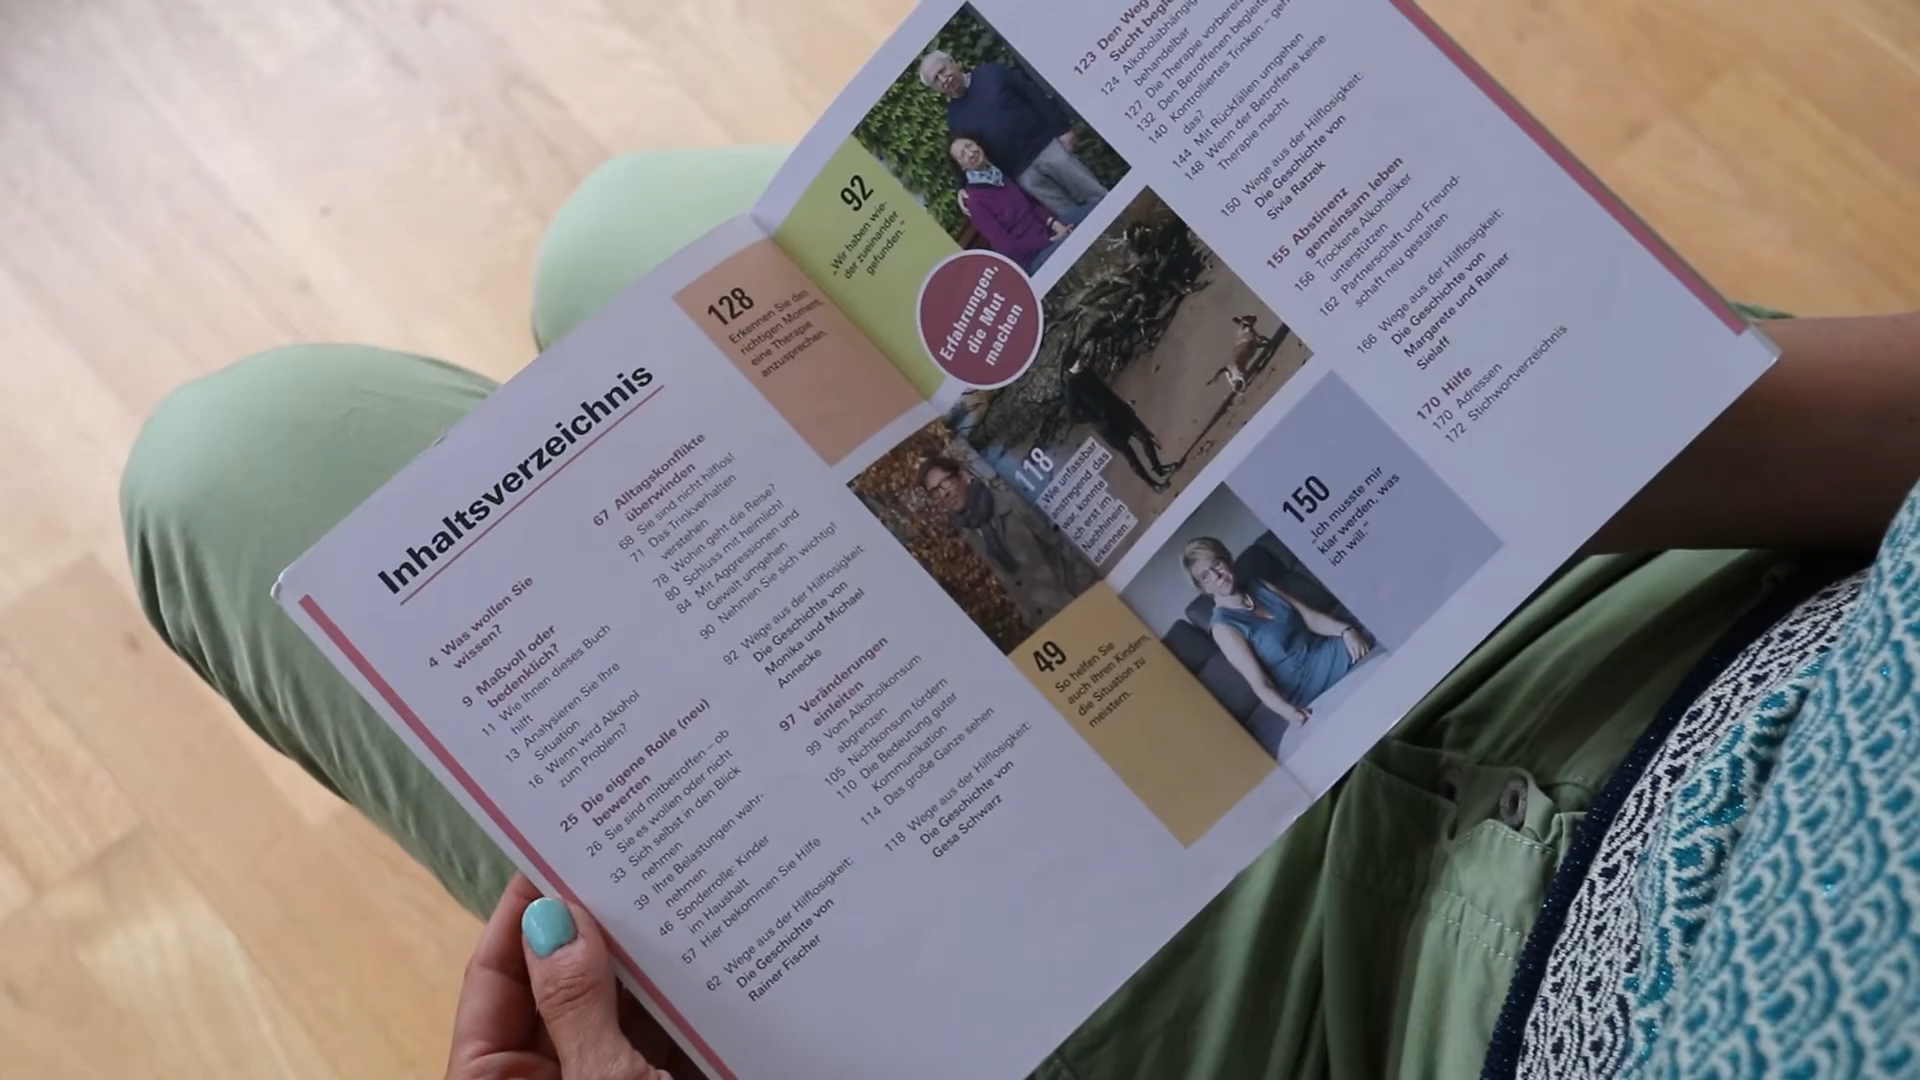 Inhaltsverzeichnis
4 Was wollen Sie
wissen?
9 Maßvoll oder
bedenklich?
11 Wie Ihnen dieses Buch
hilft
13 Analysieren Sie Ihre
Situation
16 Wann wird Alkohol
zum Problem?
25 Die eigene Rolle (neu)
bewerten
26 Sie sind mitbetroffen – ob
Sie es wollen oder nicht
33 Sich selbst in den Blick
nehmen
39 Ihre Belastungen wahr-
nehmen
46 Sonderrolle: Kinder
im Haushalt
57 Hier bekommen Sie Hilfe
62 Wege aus der Hilflosigkeit:
Die Geschichte von
Rainer Fischer
67 Alltagskonflikte
überwinden
68 Sie sind nicht hilflos!
71 Das Trinkverhalten
verstehen
78 Wohin geht die Reise?
80 Schluss mit heimlich!
84 Mit Aggressionen und
Gewalt umgehen
90 Nehmen Sie sich wichtig!
92 Wege aus der Hilflosigkeit:
Die Geschichte von
Monika und Michael
Annecke
97 Veränderungen
einleiten
99 Vom Alkoholkonsum
abgrenzen
105 Nichtkonsum fördern
110 Die Bedeutung guter
Kommunikation
114 Das große Ganze sehen
118 Wege aus der Hilflosigkeit:
Die Geschichte von
Gesa Schwarz
128
Erkennen Sie den
richtigen Moment,
eine Therapie
anzusprechen.
92
„Wir haben wie-
der zueinander
gefunden.“
Erfahrungen,
die Mut
machen
118
„Wie unfassbar
anstregend das
war, konnte
ich erst im
Nachhinein
erkennen.“
49
So helfen Sie
auch Ihren Kindern,
die Situation zu
meistern.
150
„Ich musste mir
klar werden, was
ich will.“
123 Den Weg
Sucht
124 Alkoholabhängig
behandelbar
127 Die Therapie
132 Den Betroffenen
140 Kontrolliertes Trinken –
das?
144 Mit Rückfällen umgehen
148 Wenn der Betroffene keine
Therapie macht
150 Wege aus der Hilflosigkeit:
Die Geschichte von
Sivia Ratzek
155 Abstinenz
gemeinsam leben
156 Trockene Alkoholiker
unterstützen
162 Partnerschaft und Freund-
schaft neu gestalten
166 Wege aus der Hilflosigkeit:
Die Geschichte von
Margarete und Rainer
Sielaff
170 Hilfe
170 Adressen
172 Stichwortverzeichnis